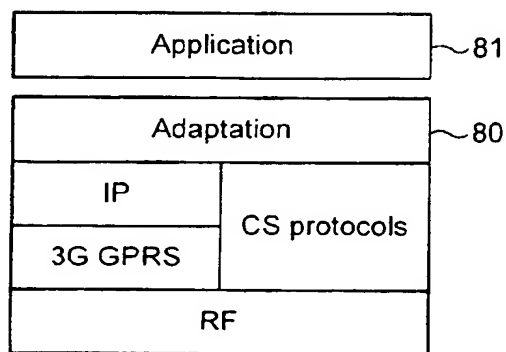 Application 81
Adaptation 80
IP
CS protocols
3G GPRS
RF